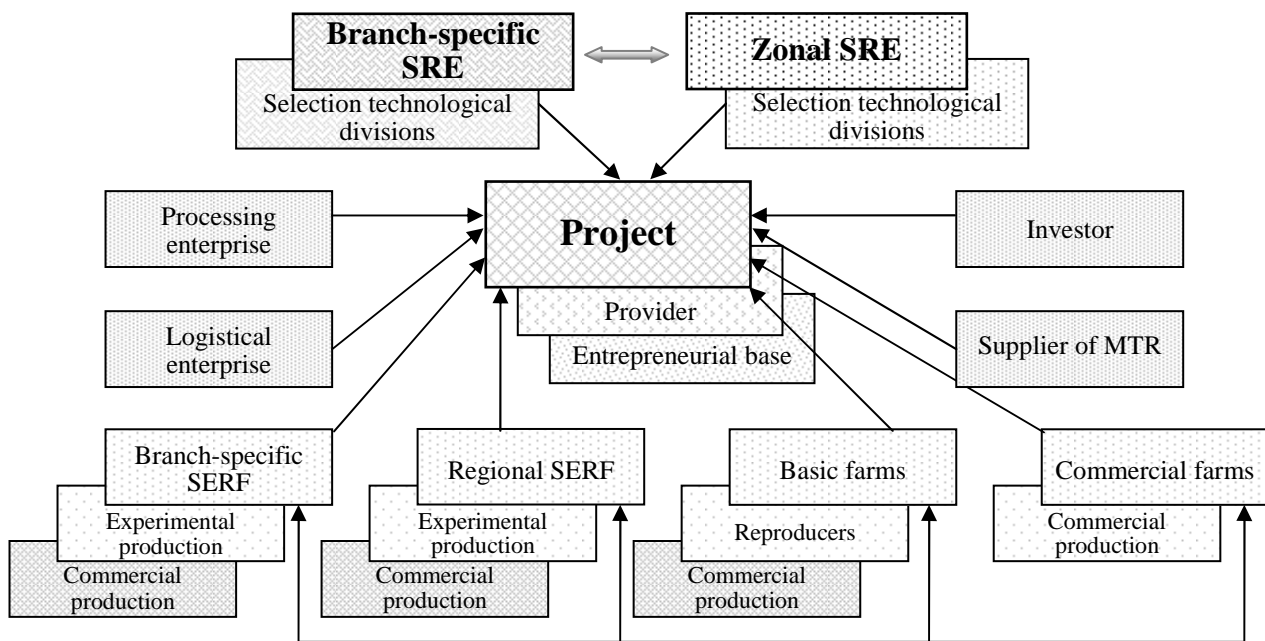 Branch-specific
SRE
Zonal SRE
Selection technological
divisions
Selection technological
divisions
Processing
enterprise
Project
Investor
Provider
Logistical
enterprise
Entrepreneurial base
Supplier of MTR
Branch-specific
SERF
Regional SERF
Basic farms
Commercial farms
Experimental
production
Experimental
production
Reproducers
Commercial
production
Commercial
production
Commercial
production
Commercial
production